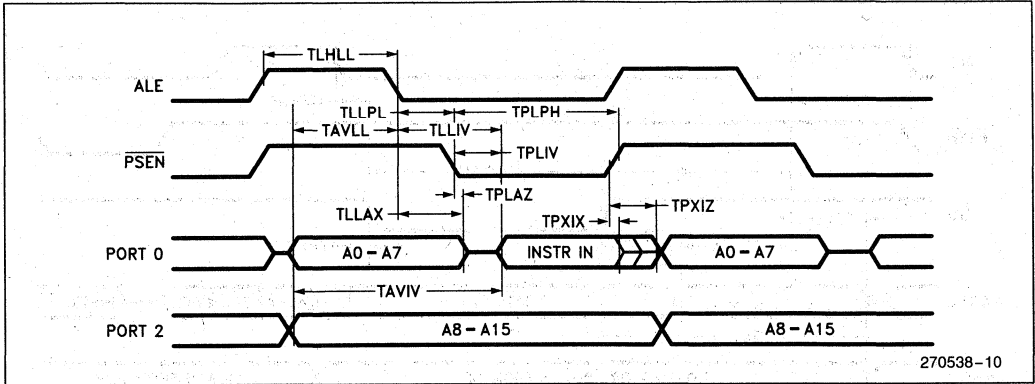 TLHLL
ALE
TLLPL
TPLPH
TAVLL
TLLIV
PSEN
TPLIV
TPLAZ
TLLAX
TPXIZ
TPXIX
PORT 0
A0-A7
INSTR IN
A0-A7
TAVIV
PORT 2
A8-A15
A8-A15
270538-10